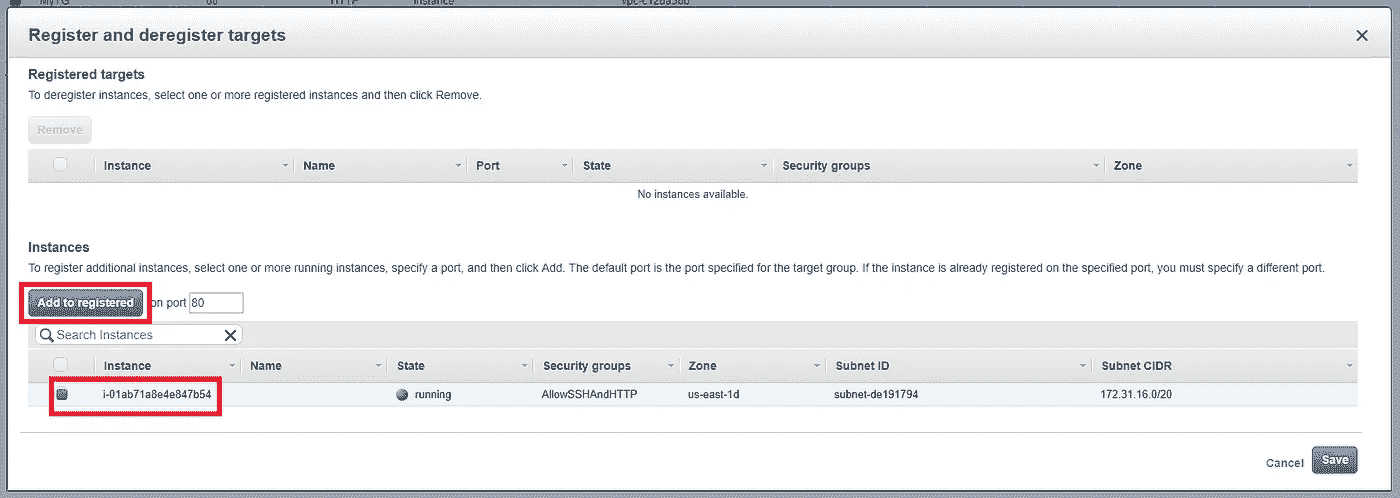 MyTG 80 HTTP instance
Register and deregister targets
Registered targets
To deregister instances, select one or more registered instances and then click Remove.
Remove
Instance Name Port State Security groups Zone
No instances available.
Instances
To register additional instances, select one or more running instances, specify a port, and then click Add. The default port is the port specified for the target group. If the instance is already registered on the specified port, you must specify a different port.
Add to registered on port 80
Search Instances
Instance Name State Security groups Zone Subnet ID Subnet CIDR
i-01ab71a8e4e847b54 running AllowSSHAndHTTP us-east-1d subnet-de191794 172.31.16.0/20
Cancel Save